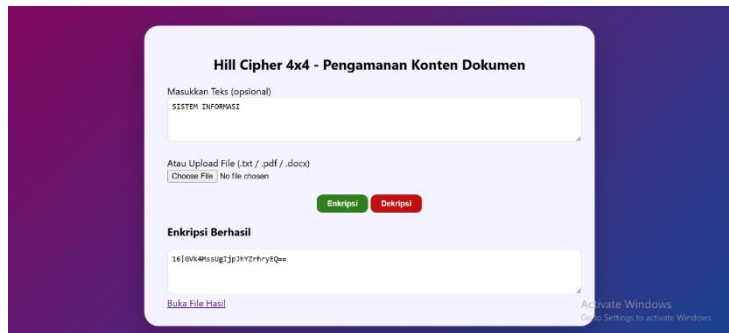 Hill Cipher 4x4 - Pengamanan Konten Dokumen
Masukkan Teks (opsional)
SISTEM INFORMASI
Atau Upload File (.txt / .pdf / .docx)
Choose File No file chosen
Enkripsi Dekripsi
Enkripsi Berhasil
16|GVk4MssUgIjpJhYZrhryEQ==
Buka File Hasil
Activate Windows
Go to Settings to activate Windows.